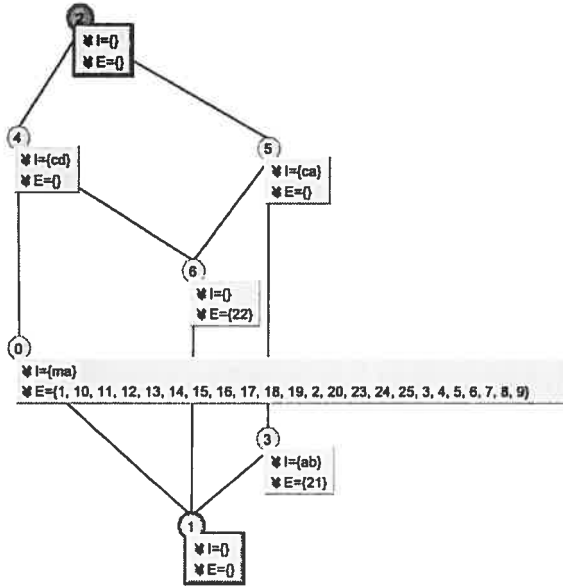 2
I={}
E={}
4
I={cd}
E={}
5
I={ca}
E={}
6
I={}
E={22}
0
I={ma}
E={1, 10, 11, 12, 13, 14, 15, 16, 17, 18, 19, 2, 20, 23, 24, 25, 3, 4, 5, 6, 7, 8, 9}
3
I={ab}
E={21}
1
I={}
E={}